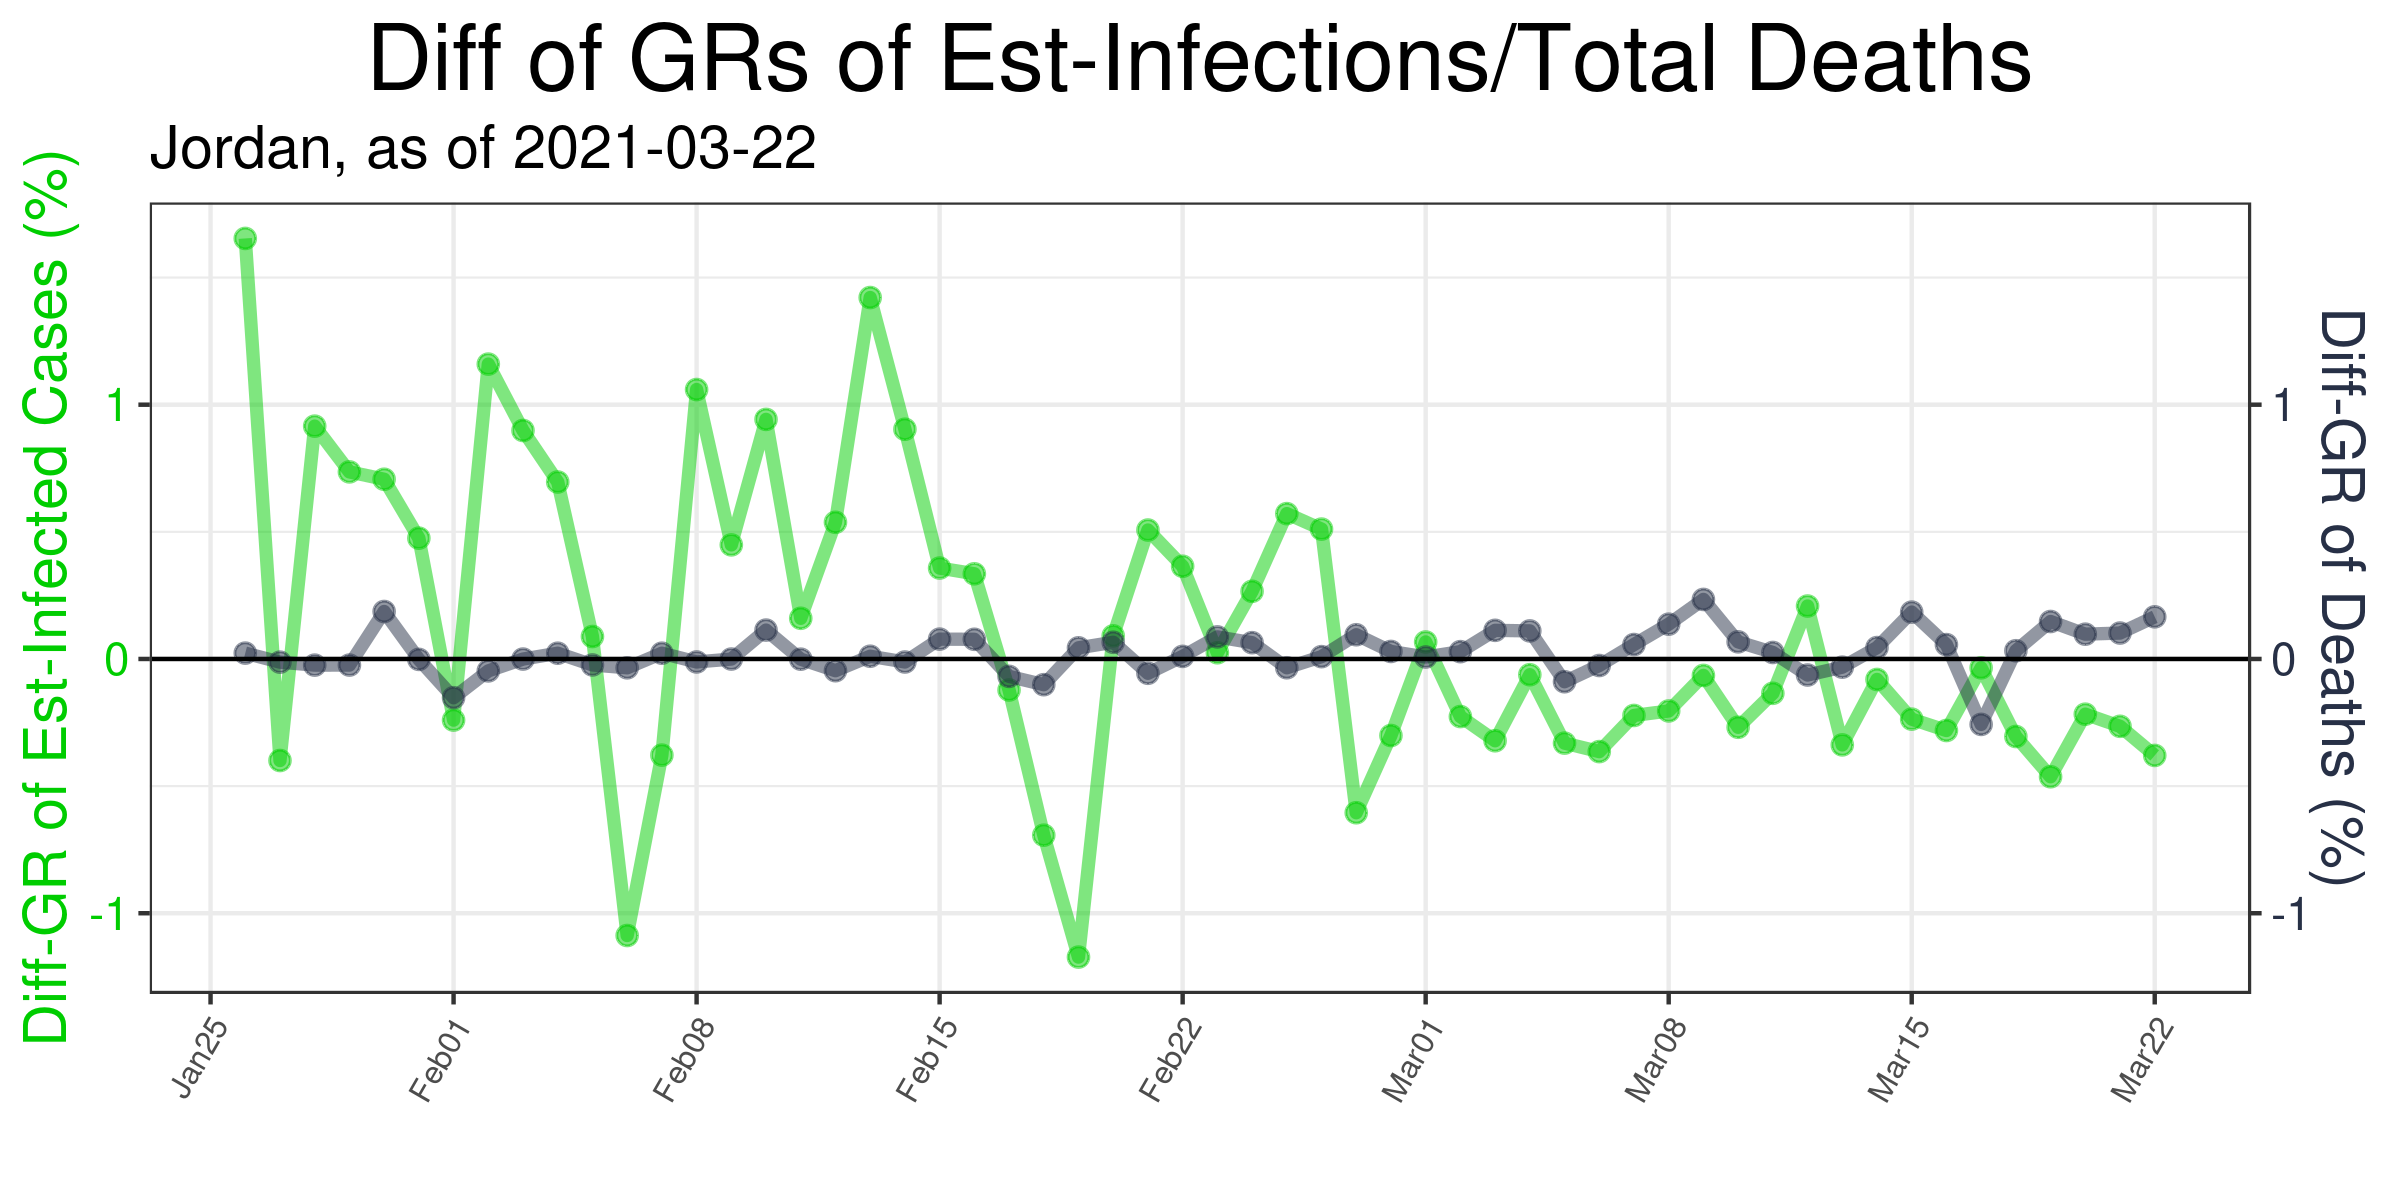 Diff of GRs of Est-Infections/Total Deaths
Jordan, as of 2021-03-22
Diff-GR of Est-Infected Cases (%)
1
0
-1
1
0
-1
Diff-GR of Deaths (%)
Jan25
Feb01
Feb08
Feb15
Feb22
Mar01
Mar08
Mar15
Mar22